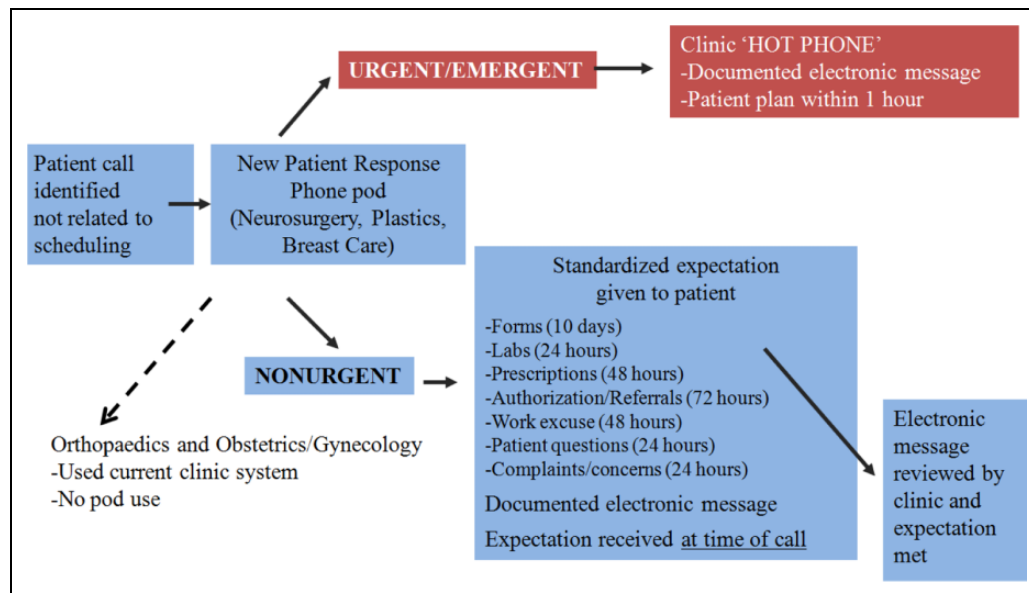 URGENT/EMERGENT
Clinic ‘HOT PHONE’
-Documented electronic message
-Patient plan within 1 hour
Patient call
identified
not related to
scheduling
New Patient Response
Phone pod
(Neurosurgery, Plastics,
Breast Care)
Standardized expectation
given to patient
-Forms (10 days)
-Labs (24 hours)
-Prescriptions (48 hours)
-Authorization/Referrals (72 hours)
-Work excuse (48 hours)
-Patient questions (24 hours)
-Complaints/concerns (24 hours)
Documented electronic message
Expectation received at time of call
NONURGENT
Orthopaedics and Obstetrics/Gynecology
-Used current clinic system
-No pod use
Electronic
message
reviewed by
clinic and
expectation
met